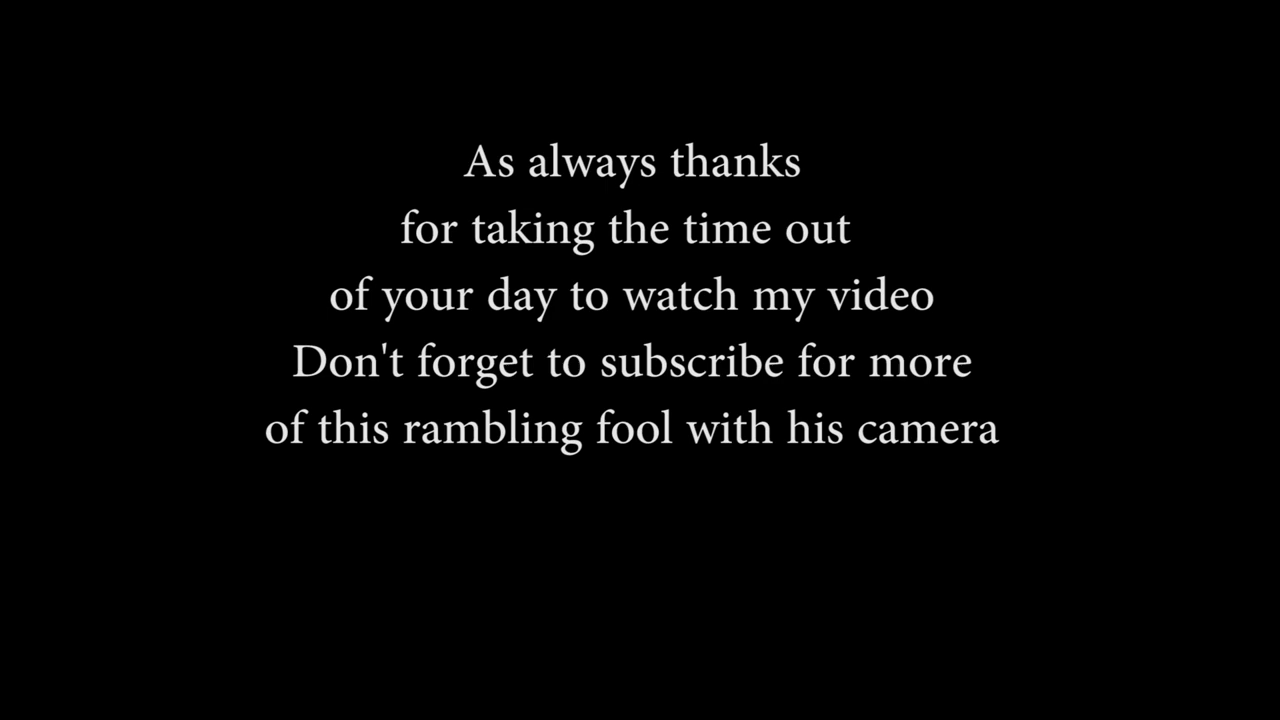 As always thanks
for taking the time out
of your day to watch my video
Don't forget to subscribe for more
of this rambling fool with his camera